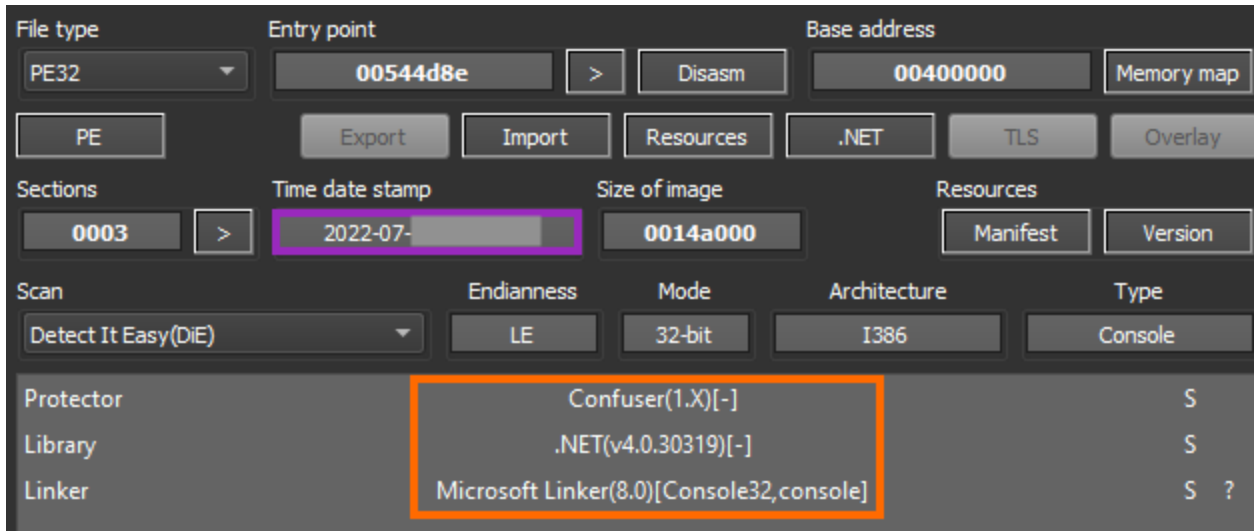 File type Entry point Base address
PE32 00544d8e > Disasm 00400000 Memory map
PE Export Import Resources .NET TLS Overlay
Sections Time date stamp Size of image Resources
0003 > 2022-07- 0014a000 Manifest Version
Scan Endianness Mode Architecture Type
Detect It Easy(DiE) LE 32-bit I386 Console
Protector Confuser(1.X)[-] S
Library .NET(v4.0.30319)[-] S
Linker Microsoft Linker(8.0)[Console32,console] S ?